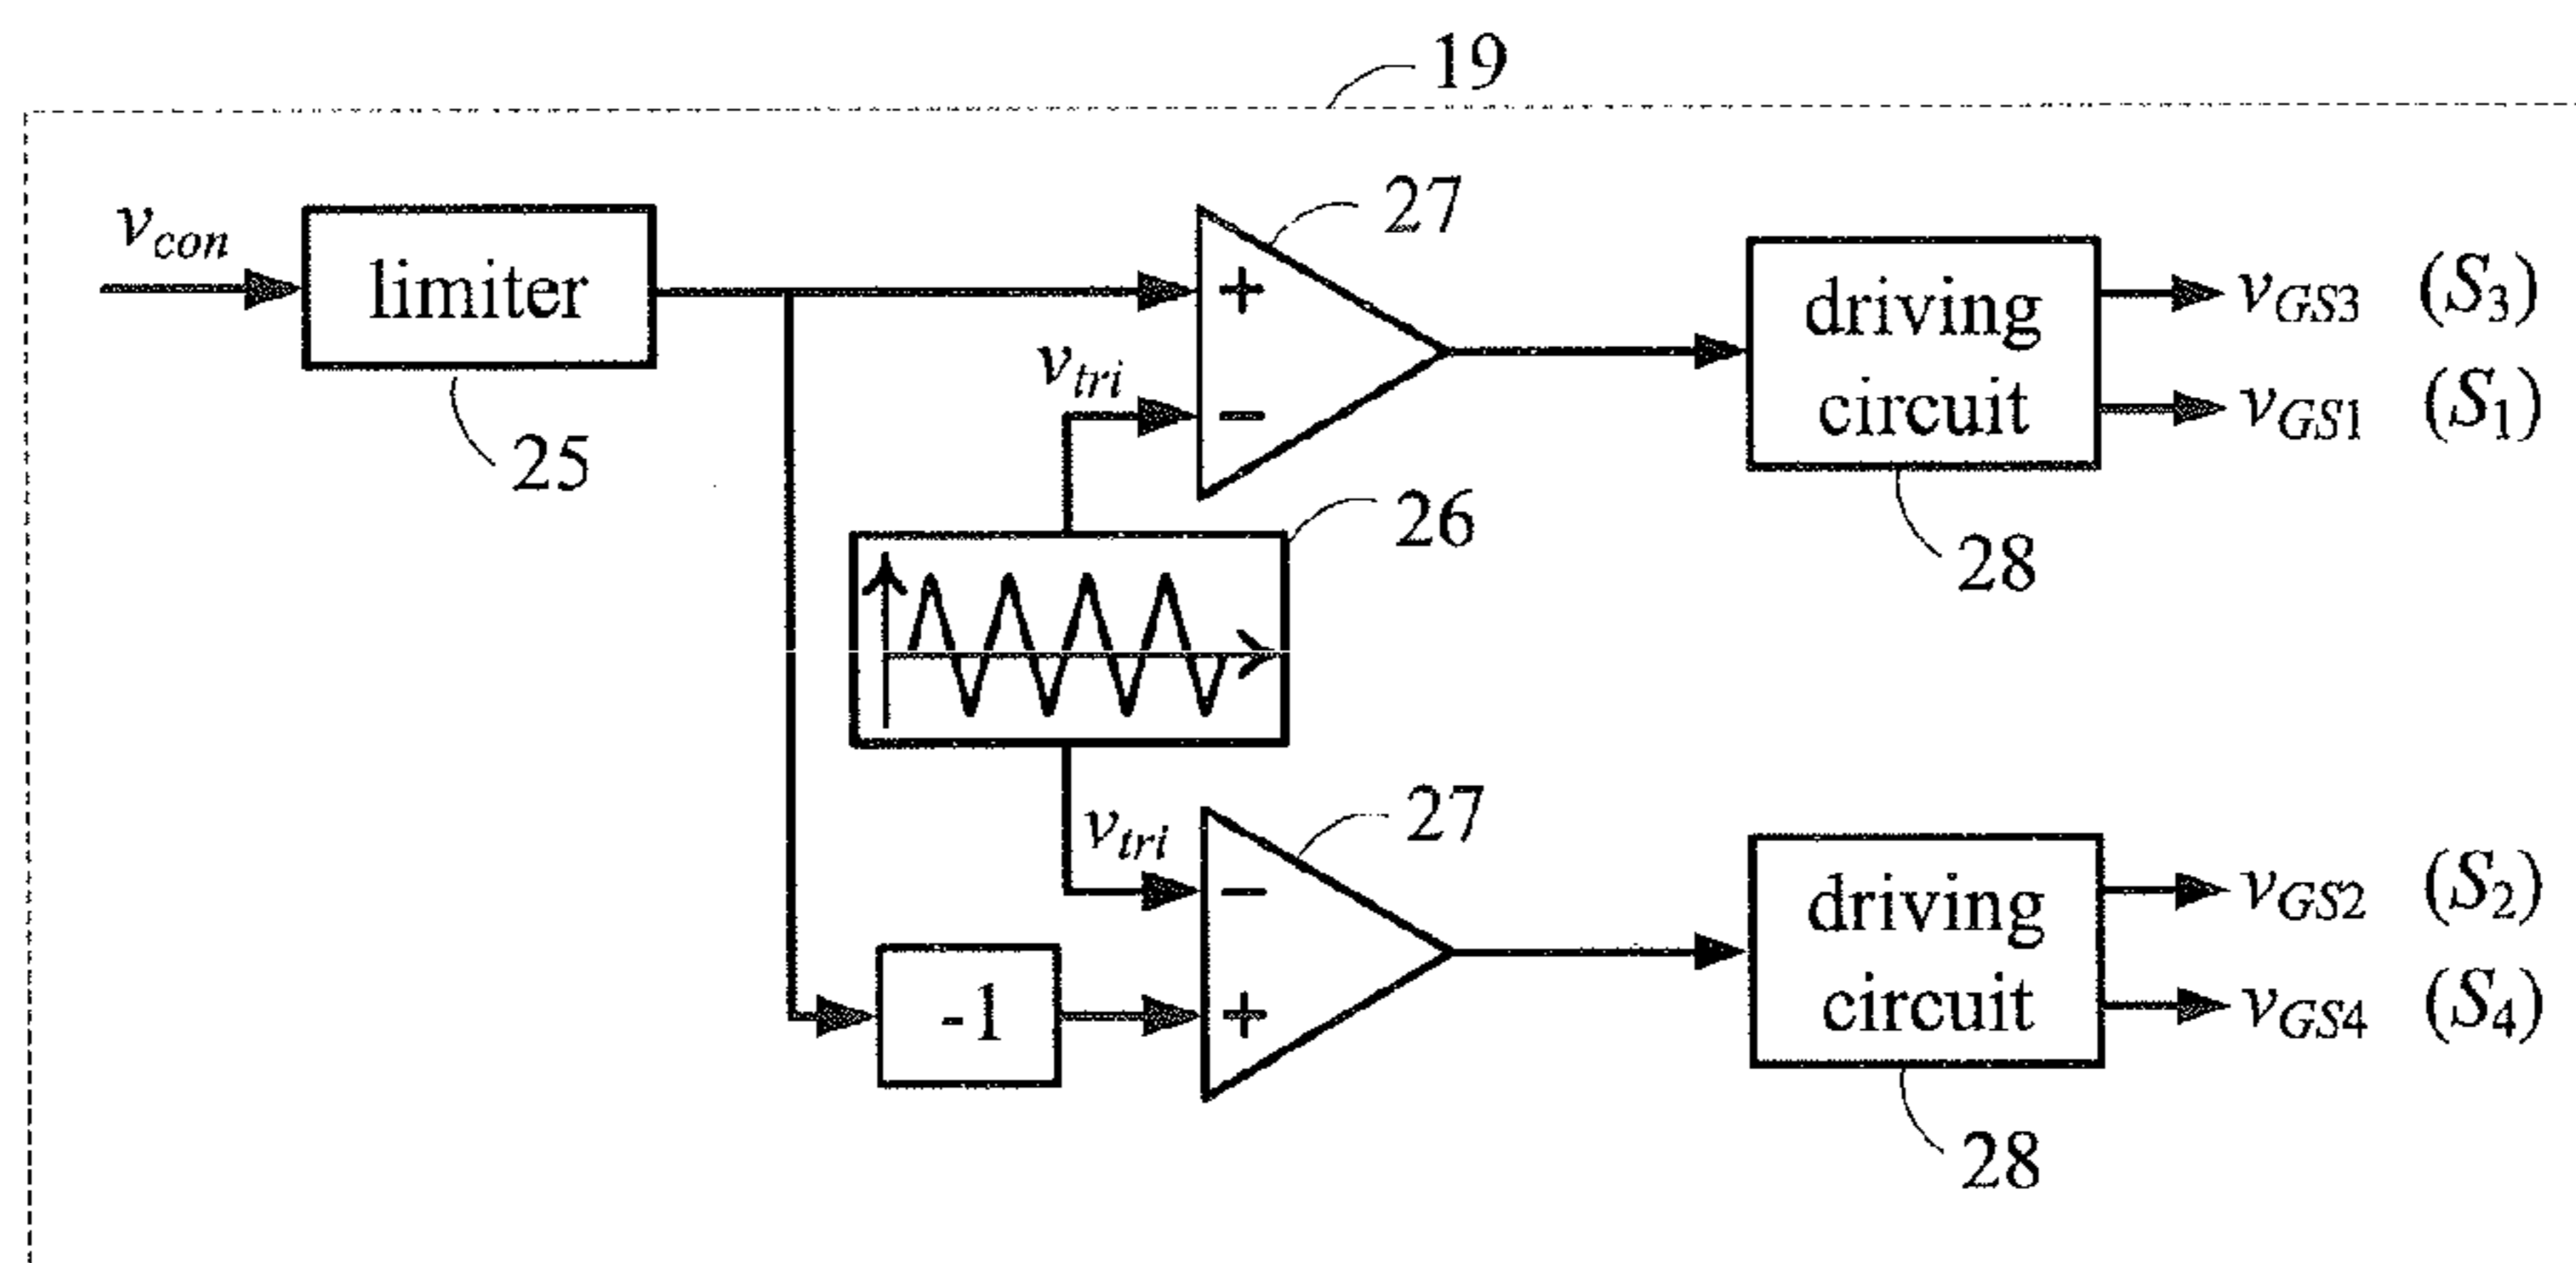 19
v_con
limiter
25
27
+
v_tri
−
driving
circuit
28
v_GS3 (S_3)
v_GS1 (S_1)
26
v_tri
−
27
-1
+
driving
circuit
28
v_GS2 (S_2)
v_GS4 (S_4)